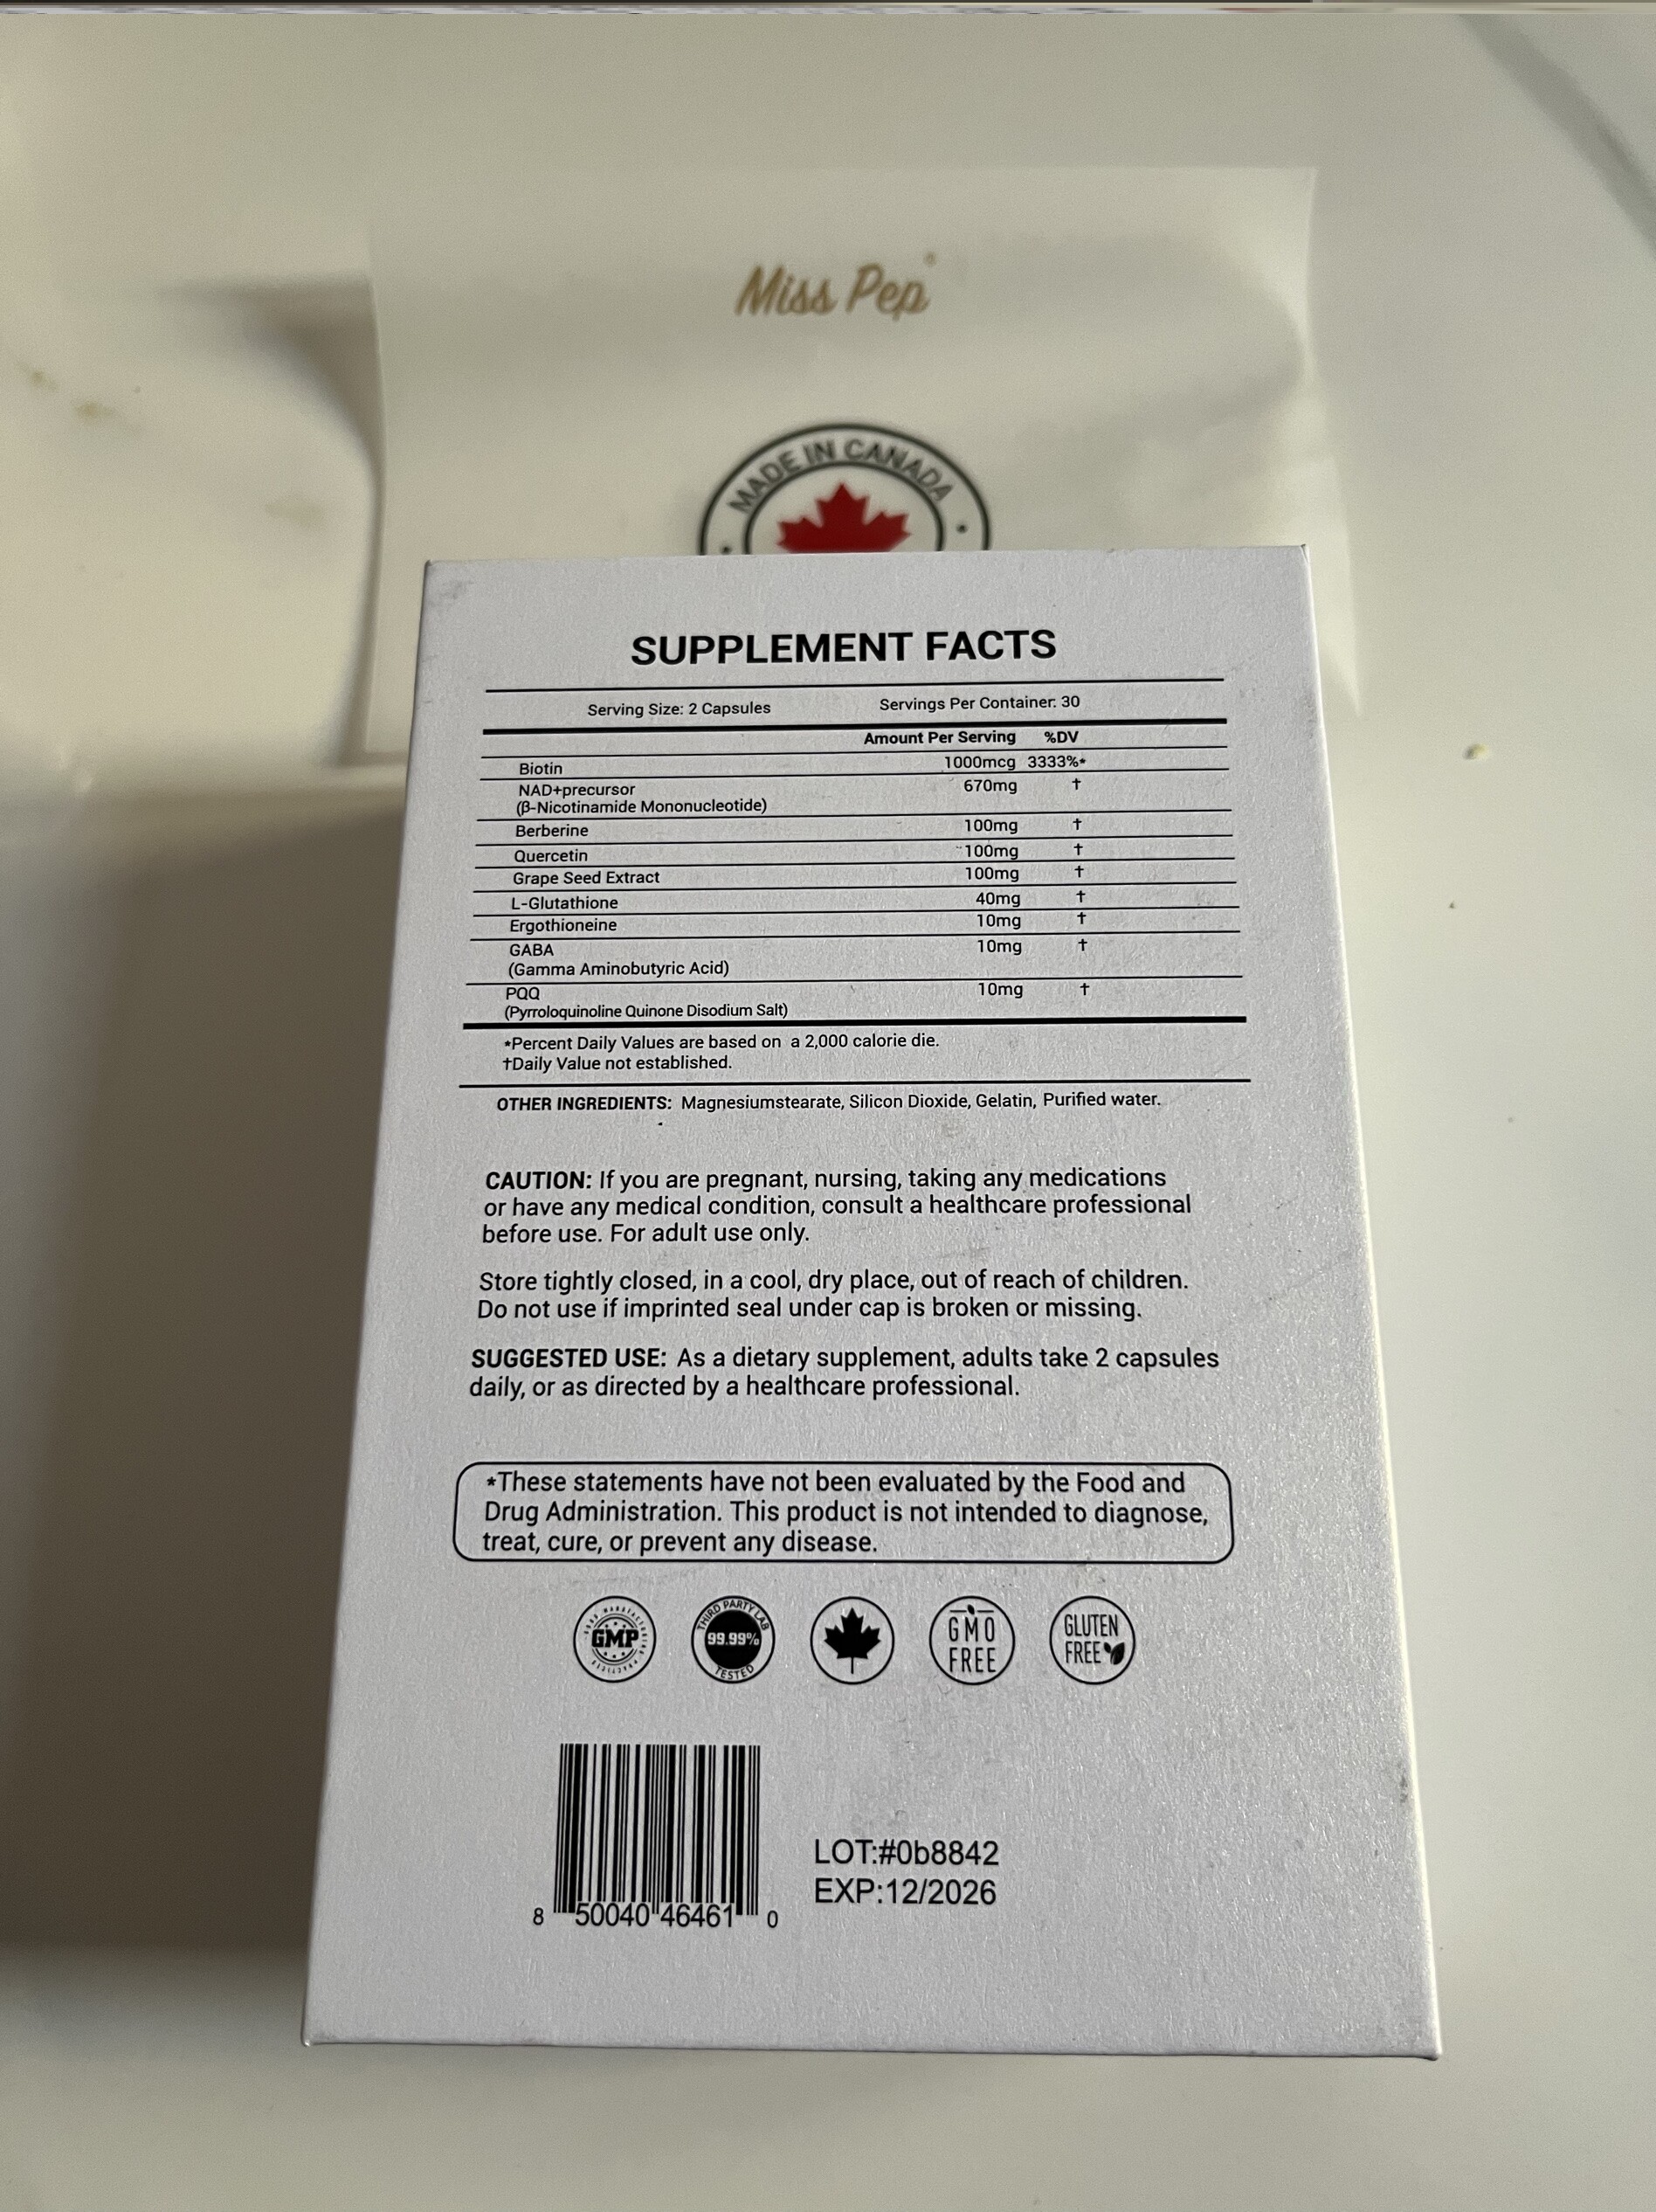 Miss Pep
MADE IN CANADA
SUPPLEMENT FACTS
Serving Size: 2 Capsules Servings Per Container: 30
Amount Per Serving %DV
Biotin 1000mcg 3333%*
NAD+precursor 670mg †
(β-Nicotinamide Mononucleotide)
Berberine 100mg †
Quercetin 100mg †
Grape Seed Extract 100mg †
L-Glutathione 40mg †
Ergothioneine 10mg †
GABA 10mg †
(Gamma Aminobutyric Acid)
PQQ 10mg †
(Pyrroloquinoline Quinone Disodium Salt)
*Percent Daily Values are based on a 2,000 calorie die.
†Daily Value not established.
OTHER INGREDIENTS: Magnesiumstearate, Silicon Dioxide, Gelatin, Purified water.
CAUTION: If you are pregnant, nursing, taking any medications
or have any medical condition, consult a healthcare professional
before use. For adult use only.
Store tightly closed, in a cool, dry place, out of reach of children.
Do not use if imprinted seal under cap is broken or missing.
SUGGESTED USE: As a dietary supplement, adults take 2 capsules
daily, or as directed by a healthcare professional.
*These statements have not been evaluated by the Food and
Drug Administration. This product is not intended to diagnose,
treat, cure, or prevent any disease.
GMP
THIRD PARTY LAB
99.99%
TESTED
GMO
FREE
GLUTEN
FREE
LOT:#0b8842
EXP:12/2026
8 50040 46461 0